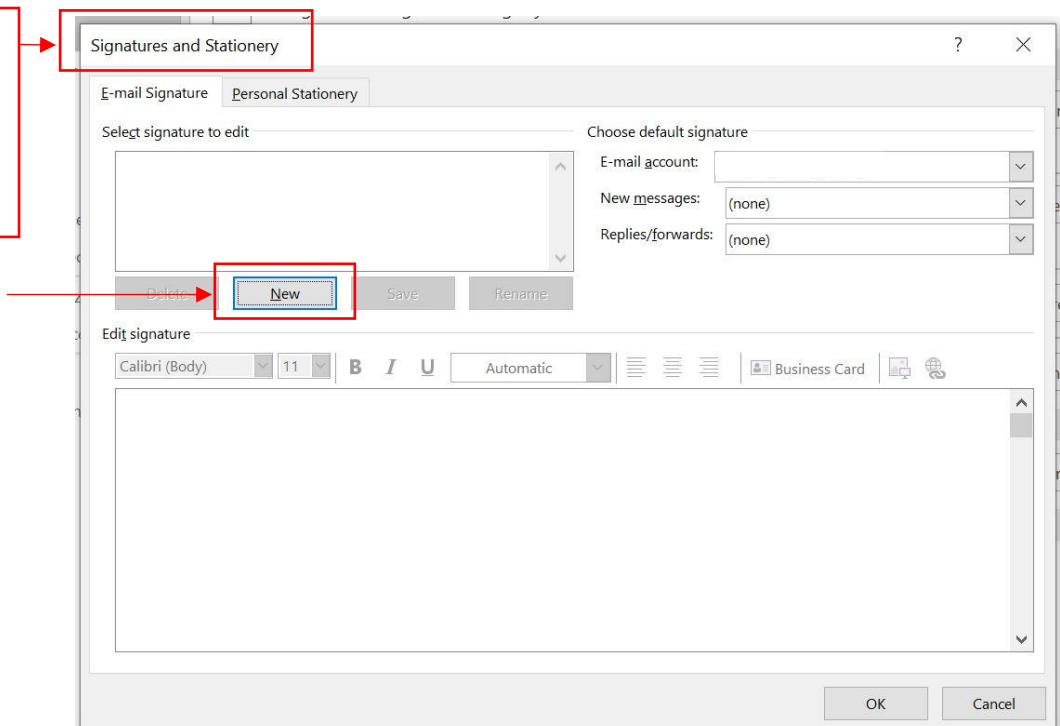 Signatures and Stationery
?
E-mail Signature Personal Stationery
Select signature to edit
Choose default signature
E-mail account:
New messages: (none)
Replies/forwards: (none)
Delete New Save Rename
Edit signature
Calibri (Body) 11 B I U Automatic Business Card
OK Cancel